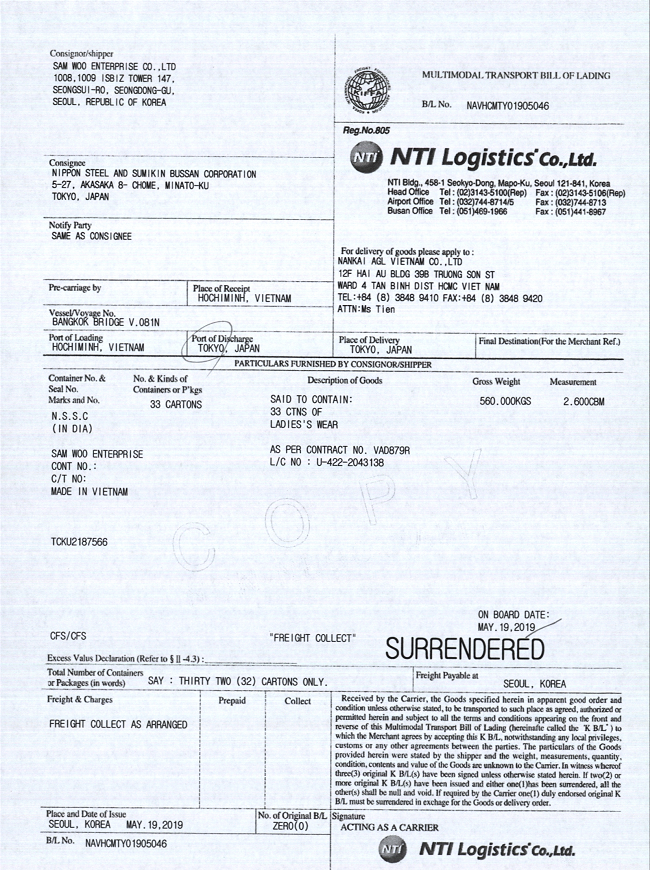 Consignor/shipper
SAM WOO ENTERPRISE CO.,LTD
1008,1009 ISBIZ TOWER 147,
SEONGSUI-RO, SEONGDONG-GU,
SEOUL, REPUBLIC OF KOREA
KIFFA
MULTIMODAL TRANSPORT BILL OF LADING
B/L No. NAVHCMTY01905046
Reg.No.805
NTI NTI Logistics Co.,Ltd.
NTI Bldg., 458-1 Seokyo-Dong, Mapo-Ku, Seoul 121-841, Korea
Head Office Tel : (02)3143-5100(Rep) Fax : (02)3143-5106(Rep)
Airport Office Tel : (032)744-8714/5 Fax : (032)744-8713
Busan Office Tel : (051)469-1966 Fax : (051)441-8967
Consignee
NIPPON STEEL AND SUMIKIN BUSSAN CORPORATION
5-27, AKASAKA 8- CHOME, MINATO-KU
TOKYO, JAPAN
Notify Party
SAME AS CONSIGNEE
For delivery of goods please apply to :
NANKAI AGL VIETNAM CO.,LTD
12F HAI AU BLDG 39B TRUONG SON ST
WARD 4 TAN BINH DIST HCMC VIET NAM
TEL:+84 (8) 3848 9410 FAX:+84 (8) 3848 9420
ATTN:Ms Tien
Pre-carriage by
Place of Receipt
HOCHIMINH, VIETNAM
Vessel/Voyage No.
BANGKOK BRIDGE V.081N
Port of Loading
HOCHIMINH, VIETNAM
Port of Discharge
TOKYO, JAPAN
Place of Delivery
TOKYO, JAPAN
Final Destination(For the Merchant Ref.)
PARTICULARS FURNISHED BY CONSIGNOR/SHIPPER
Container No. &
Seal No.
Marks and No.
No. & Kinds of
Containers or P'kgs
Description of Goods
Gross Weight
Measurement
33 CARTONS
SAID TO CONTAIN:
33 CTNS OF
LADIES'S WEAR
560.000KGS
2.600CBM
N.S.S.C
(IN DIA)
SAM WOO ENTERPRISE
CONT NO.:
C/T NO:
MADE IN VIETNAM
AS PER CONTRACT NO. VAD879R
L/C NO : U-422-2043138
COPY
TCKU2187566
ON BOARD DATE:
MAY.19,2019
CFS/CFS
"FREIGHT COLLECT"
SURRENDERED
Excess Value Declaration (Refer to § II -4.3) :
Total Number of Containers
or Packages (in words)
SAY : THIRTY TWO (32) CARTONS ONLY.
Freight Payable at
SEOUL, KOREA
Freight & Charges
Prepaid
Collect
FREIGHT COLLECT AS ARRANGED
Received by the Carrier, the Goods specified herein in apparent good order and
condition unless otherwise stated, to be transported to such place as agreed, authorized or
permitted herein and subject to all the terms and conditions appearing on the front and
reverse of this Multimodal Transport Bill of Lading (hereinafter called the "K B/L") to
which the Merchant agrees by accepting this K B/L, notwithstanding any local privileges,
customs or any other agreements between the parties. The particulars of the Goods
provided herein were stated by the shipper and the weight, measurements, quantity,
condition, contents and value of the Goods are unknown to the Carrier. In witness whereof
three(3) original K B/L(s) have been signed unless otherwise stated herein. If two(2) or
more original K B/L(s) have been issued and either one(1)has been surrendered, all the
other(s) shall be null and void. If required by the Carrier one(1) duly endorsed original K
B/L must be surrendered in exchage for the Goods or delivery order.
Place and Date of Issue
SEOUL, KOREA MAY.19,2019
No. of Original B/L
ZERO(0)
Signature
ACTING AS A CARRIER
B/L No. NAVHCMTY01905046
NTI NTI Logistics Co.,Ltd.